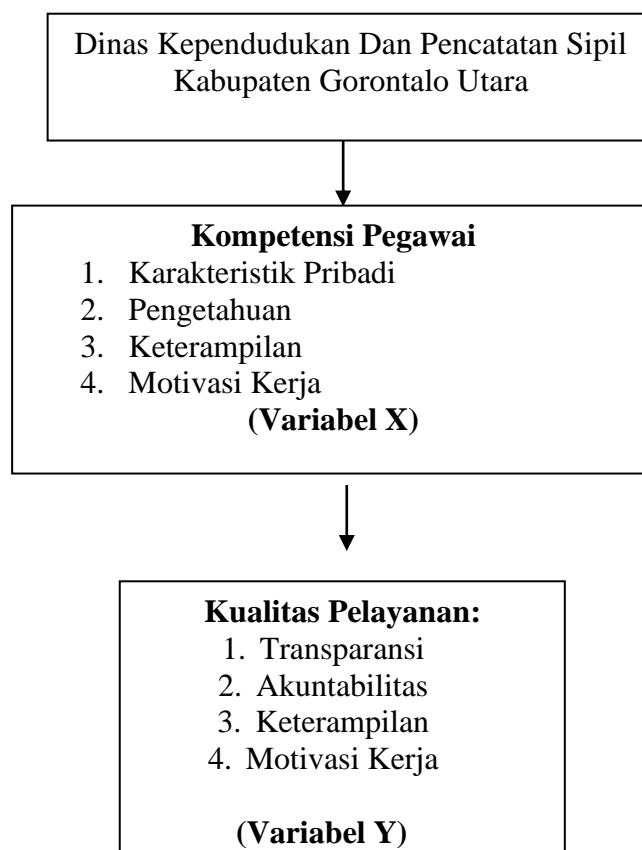 Dinas Kependudukan Dan Pencatatan Sipil
Kabupaten Gorontalo Utara
Kompetensi Pegawai
1. Karakteristik Pribadi
2. Pengetahuan
3. Keterampilan
4. Motivasi Kerja
(Variabel X)
Kualitas Pelayanan:
1. Transparansi
2. Akuntabilitas
3. Keterampilan
4. Motivasi Kerja
(Variabel Y)